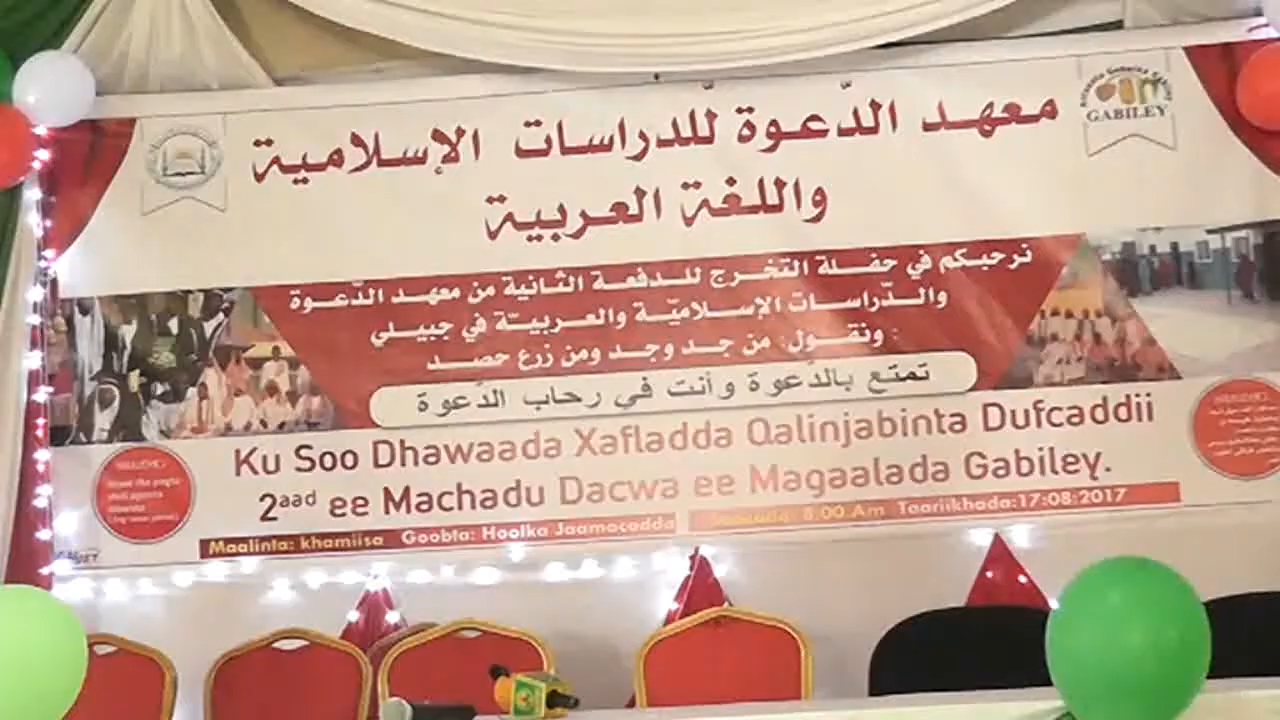 معهد الدّعوة للدراسات الإسلامية
واللغة العربية
GABILEY
نرحبكم في حفلة التخرج للدفعة الثانية من معهد الدّعوة
والدّراسات الإسلاميّة والعربيّة في جبيلي
ونقول: من جد وجد ومن زرع حصد :
تمتع بالدَعوة وأنت في رحاب الدَعوة
Ku Soo Dhawaada Xafladda Qalinjabinta Dufcaddii
2aad ee Machadu Dacwa ee Magaalada Gabiley.
Maalinta: khamiisa Goobta: Hoolka Jaamacadda 8:00.Am Taariikhada:17:08:2017